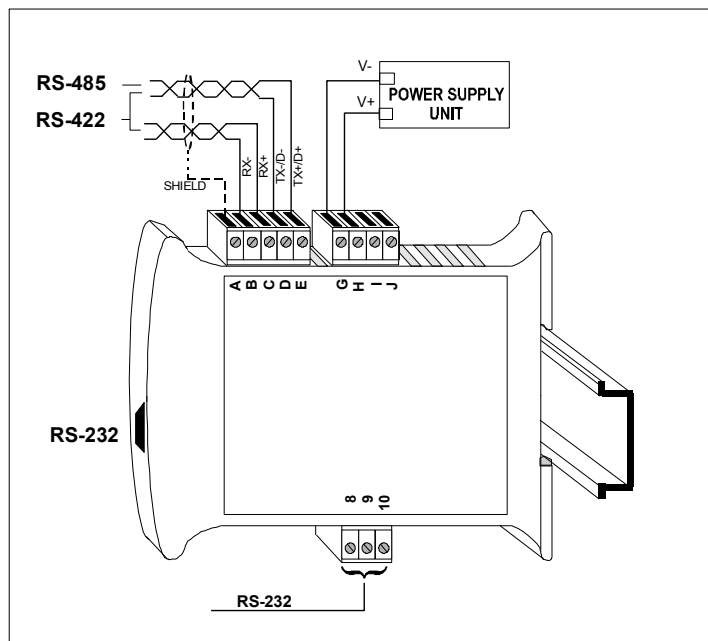 V-
RS-485
V+
POWER SUPPLY
UNIT
RS-422
RX-
RX+
TX-/D-
TX+/D+
SHIELD
A
B
C
D
E
G
H
I
J
RS-232
8
9
10
RS-232